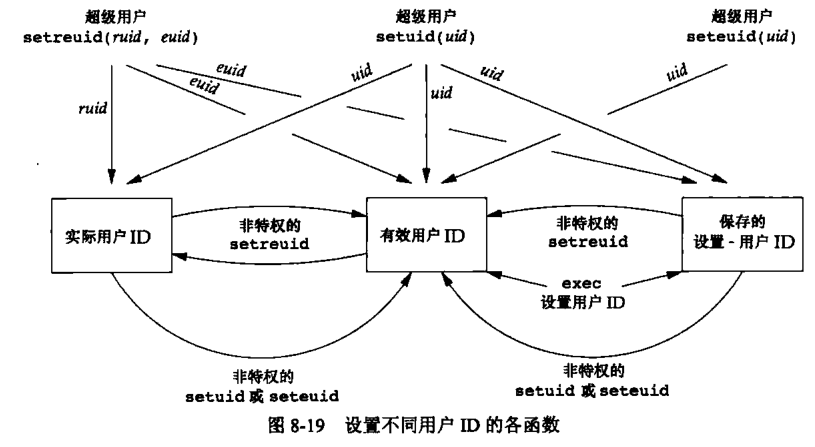 超级用户
setreuid(ruid, euid)
超级用户
setuid(uid)
超级用户
seteuid(uid)
ruid
euid
euid
uid
uid
uid
uid
实际用户 ID
非特权的
setreuid
有效用户 ID
非特权的
setreuid
保存的
设置 - 用户 ID
exec
设置用户 ID
非特权的
setuid 或 seteuid
非特权的
setuid 或 seteuid
图 8-19 设置不同用户 ID 的各函数